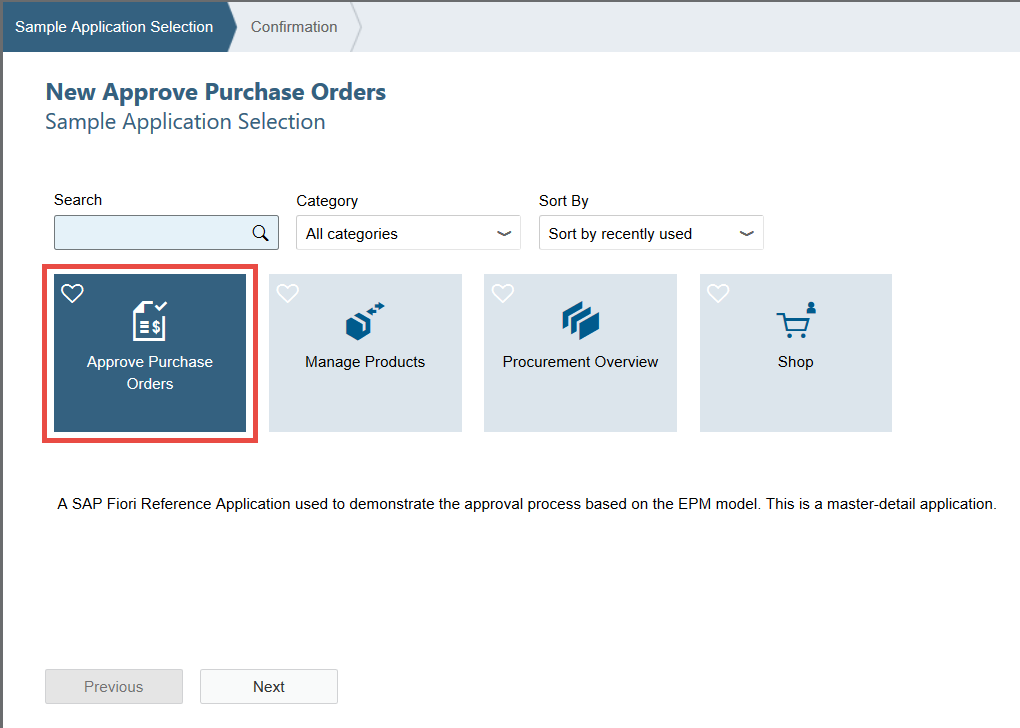 Sample Application Selection
Confirmation
New Approve Purchase Orders
Sample Application Selection
Search
Category
Sort By
All categories
Sort by recently used
Approve Purchase
Orders
Manage Products
Procurement Overview
Shop
A SAP Fiori Reference Application used to demonstrate the approval process based on the EPM model. This is a master-detail application.
Previous
Next